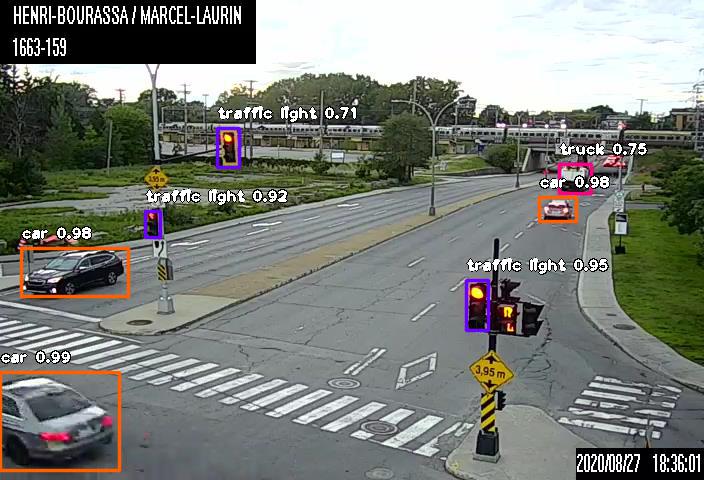 HENRI-BOURASSA / MARCEL-LAURIN
1663-159
traffic light 0.71
truck 0.75
car 0.98
traffic light 0.92
car 0.98
traffic light 0.95
car 0.99
3,95 m
2020/08/27 18:36:01